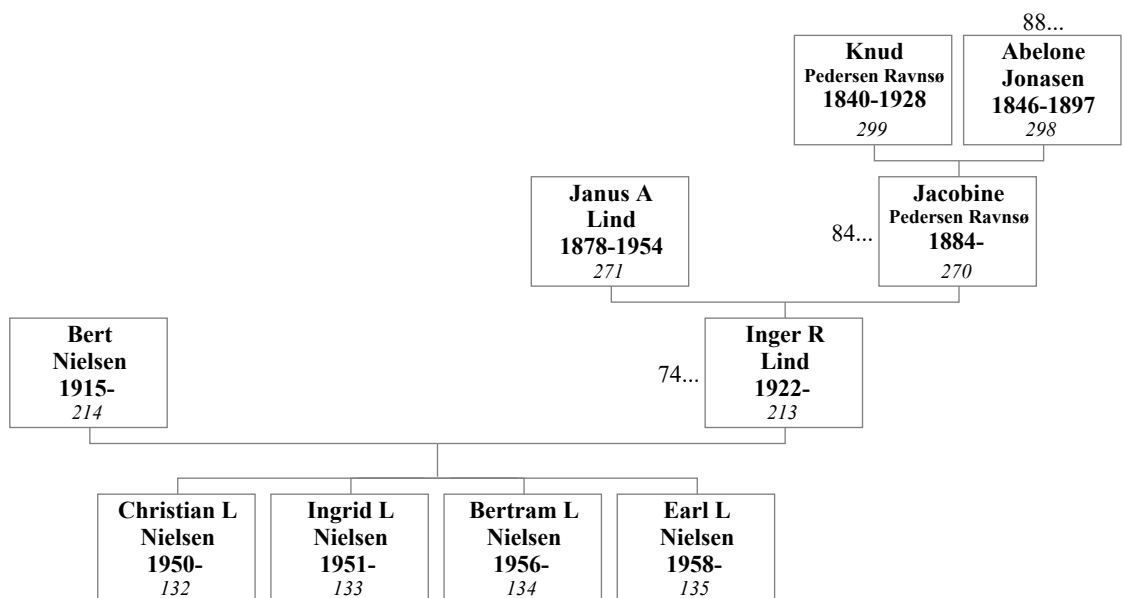 88...
Knud
Pedersen Ravnsø
1840-1928
299
Abelone
Jonasen
1846-1897
298
Janus A
Lind
1878-1954
271
84...
Jacobine
Pedersen Ravnsø
1884-
270
Bert
Nielsen
1915-
214
74...
Inger R
Lind
1922-
213
Christian L
Nielsen
1950-
132
Ingrid L
Nielsen
1951-
133
Bertram L
Nielsen
1956-
134
Earl L
Nielsen
1958-
135